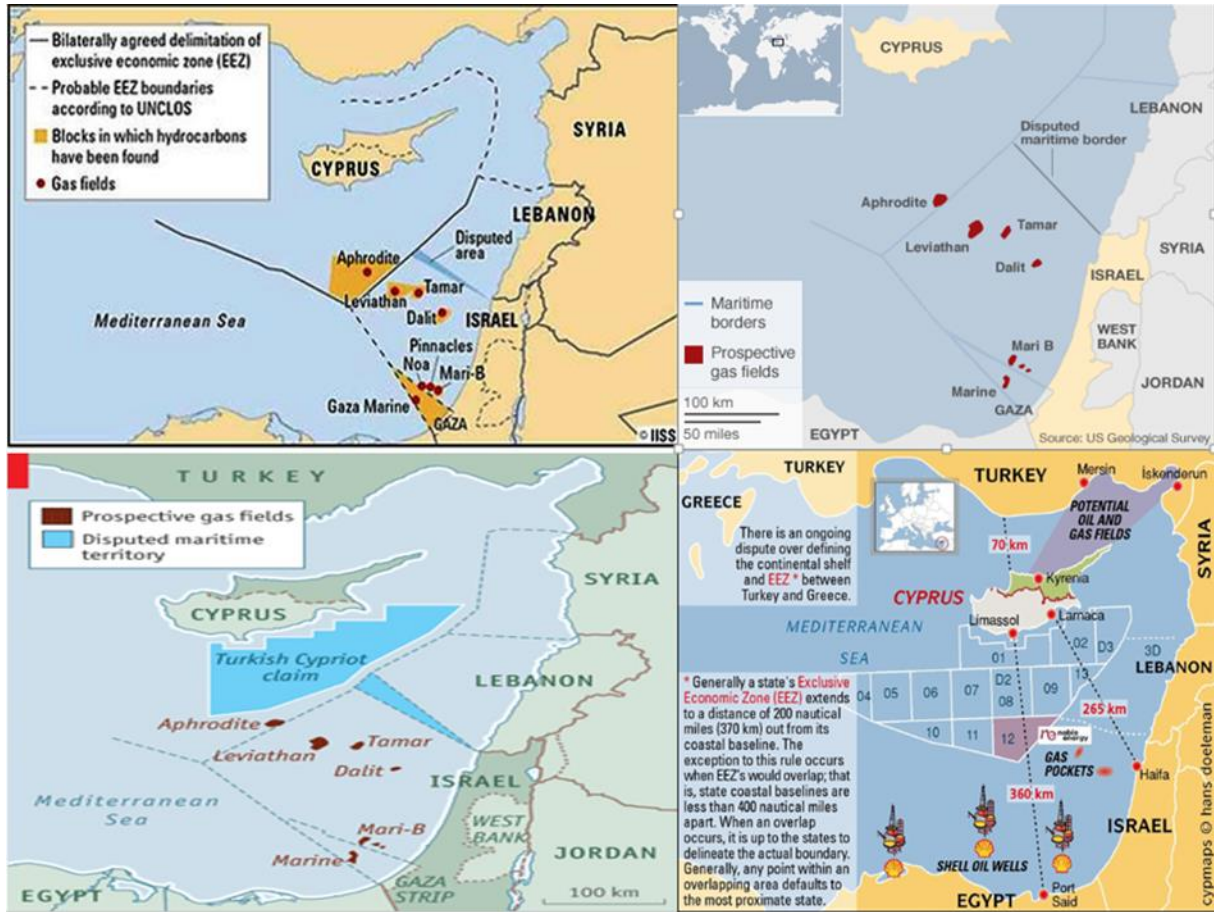 Bilaterally agreed delimitation of
exclusive economic zone (EEZ)
Probable EEZ boundaries
according to UNCLOS
Blocks in which hydrocarbons
have been found
Gas fields
SYRIA
CYPRUS
LEBANON
Disputed
area
Aphrodite
Leviathan
Tamar
Dalit
ISRAEL
Mediterranean Sea
Pinnacles
Noa
Mari-B
Gaza Marine
GAZA
© IISS
CYPRUS
LEBANON
Disputed
maritime
border
Aphrodite
Tamar
Leviathan
Dalit
SYRIA
ISRAEL
Maritime
borders
WEST
BANK
Prospective
gas fields
Mari B
Marine
JORDAN
GAZA
100 km
50 miles
EGYPT
Source: US Geological Survey
TURKEY
Prospective gas fields
Disputed maritime
territory
SYRIA
CYPRUS
Turkish Cypriot
claim
LEBANON
Aphrodite
Leviathan
Tamar
Dalit
ISRAEL
Mediterranean
Sea
Mari-B
WEST
BANK
Marine
JORDAN
GAZA
STRIP
EGYPT
100 km
TURKEY
TURKEY
Mersin
İskenderun
GREECE
POTENTIAL
OIL AND
GAS FIELDS
There is an ongoing
dispute over defining
the continental shelf
and EEZ * between
Turkey and Greece.
70 km
SYRIA
Kyrenia
CYPRUS
Limassol
Larnaca
MEDITERRANEAN
SEA
01
02
D3
3D
LEBANON
* Generally a state's Exclusive
Economic Zone (EEZ) extends
to a distance of 200 nautical
miles (370 km) out from its
coastal baseline. The
exception to this rule occurs
when EEZ's would overlap; that
is, state coastal baselines are
less than 400 nautical miles
apart. When an overlap
occurs, it is up to the states to
delineate the actual boundary.
Generally, any point within an
overlapping area defaults to
the most proximate state.
04
05
06
07
D2
08
09
13
10
11
12
265 km
noble
energy
GAS
POCKETS
Haifa
360 km
ISRAEL
SHELL OIL WELLS
EGYPT
Port
Said
cypmaps © hans doeleman